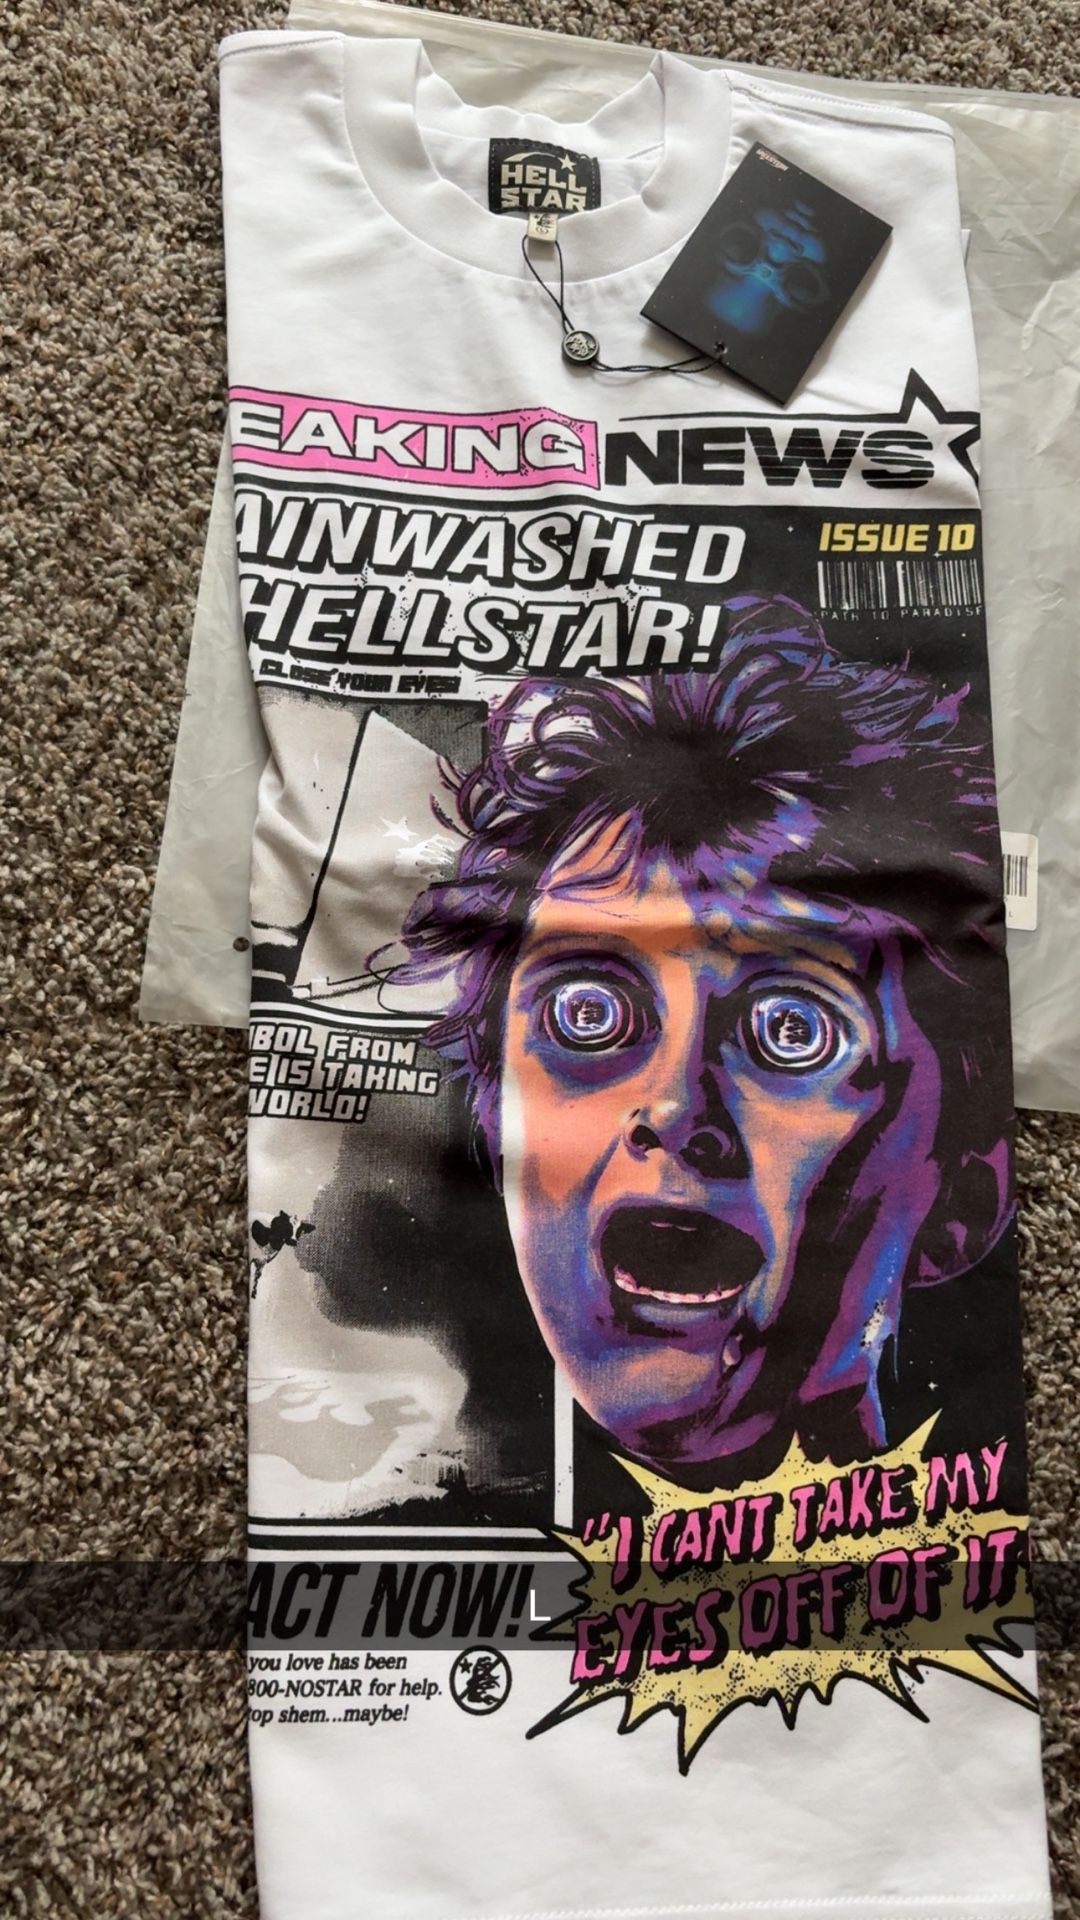 HELL
STAR
EAKING NEWS
AINWASHED
HELLSTAR!
CLOSE YOUR EYES!
ISSUE 10
PATH TO PARADISE
BOL FROM
E IS TAKING
WORLD!
"I CANT TAKE MY
EYES OFF OF IT
ACT NOW!
L
you love has been
800-NOSTAR for help.
op shem...maybe!
L